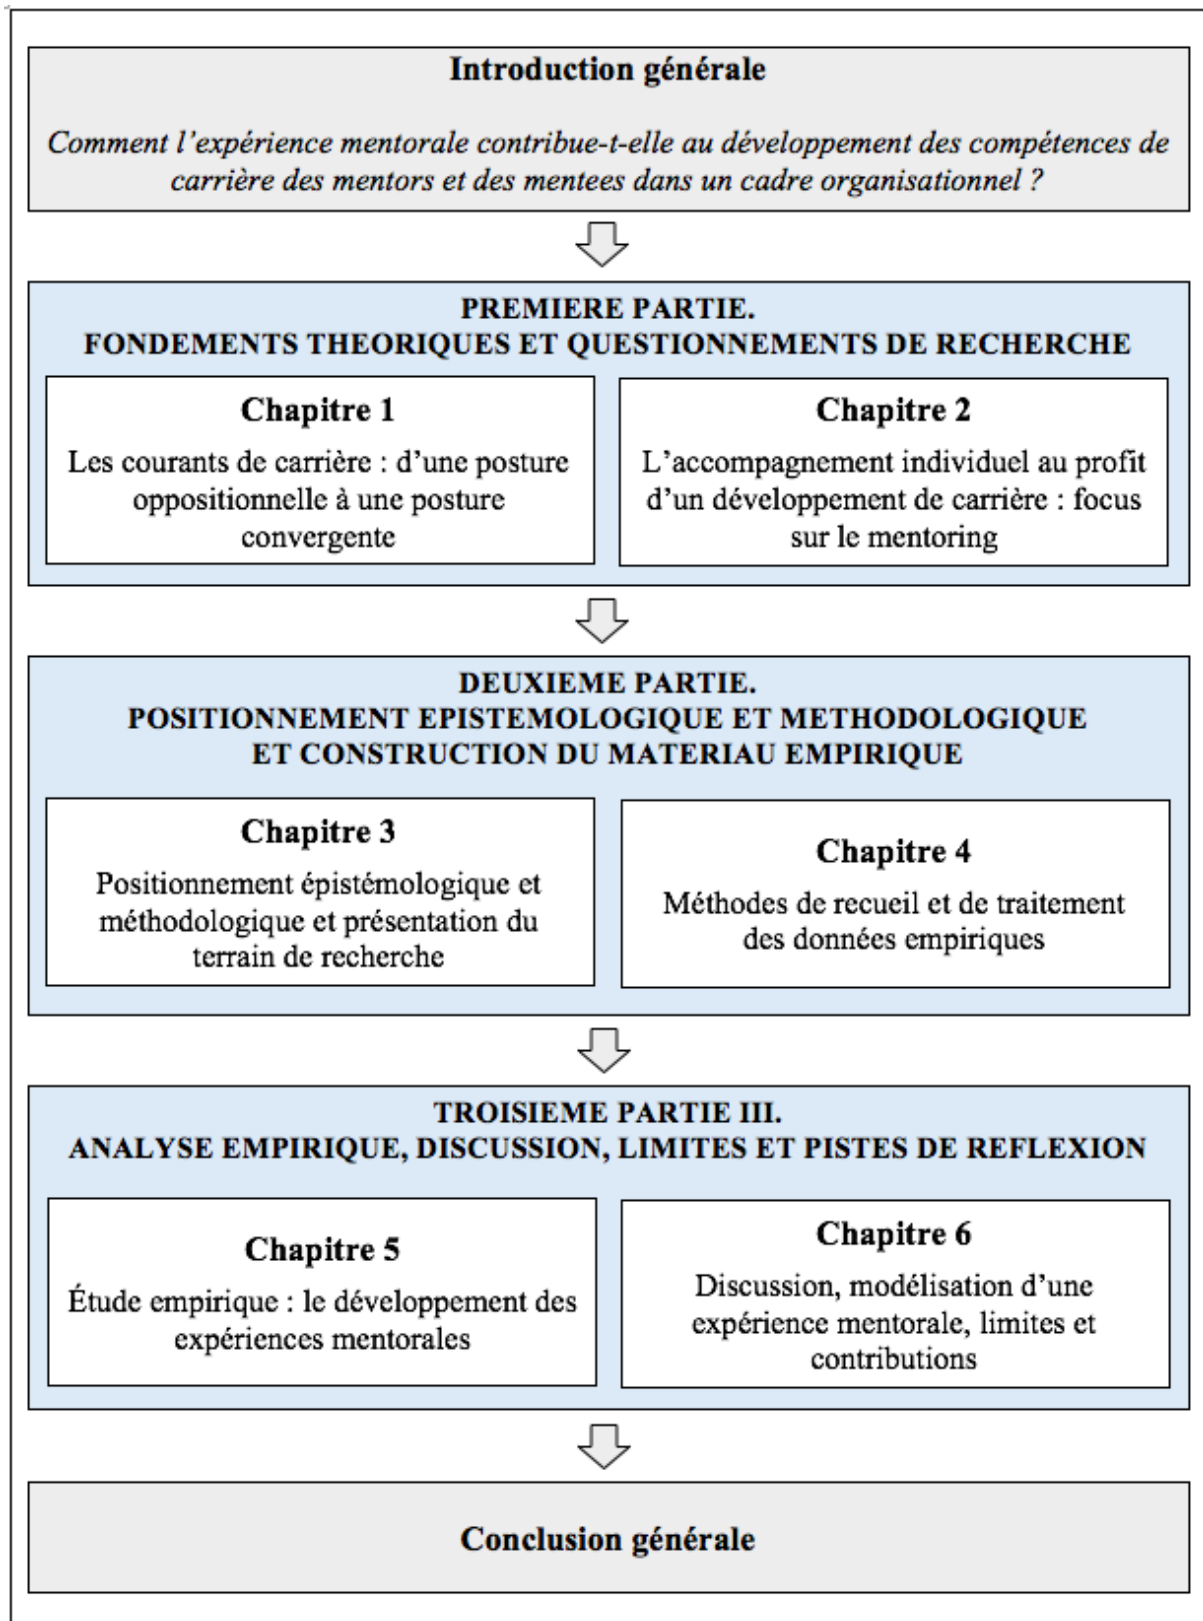 Introduction générale
Comment l’expérience mentorale contribue-t-elle au développement des compétences de
carrière des mentors et des mentees dans un cadre organisationnel ?
PREMIERE PARTIE.
FONDEMENTS THEORIQUES ET QUESTIONNEMENTS DE RECHERCHE
Chapitre 1
Les courants de carrière : d’une posture
oppositionnelle à une posture
convergente
Chapitre 2
L’accompagnement individuel au profit
d’un développement de carrière : focus
sur le mentoring
DEUXIEME PARTIE.
POSITIONNEMENT EPISTEMOLOGIQUE ET METHODOLOGIQUE
ET CONSTRUCTION DU MATERIAU EMPIRIQUE
Chapitre 3
Positionnement épistémologique et
méthodologique et présentation du
terrain de recherche
Chapitre 4
Méthodes de recueil et de traitement
des données empiriques
TROISIEME PARTIE III.
ANALYSE EMPIRIQUE, DISCUSSION, LIMITES ET PISTES DE REFLEXION
Chapitre 5
Étude empirique : le développement des
expériences mentorales
Chapitre 6
Discussion, modélisation d’une
expérience mentorale, limites et
contributions
Conclusion générale